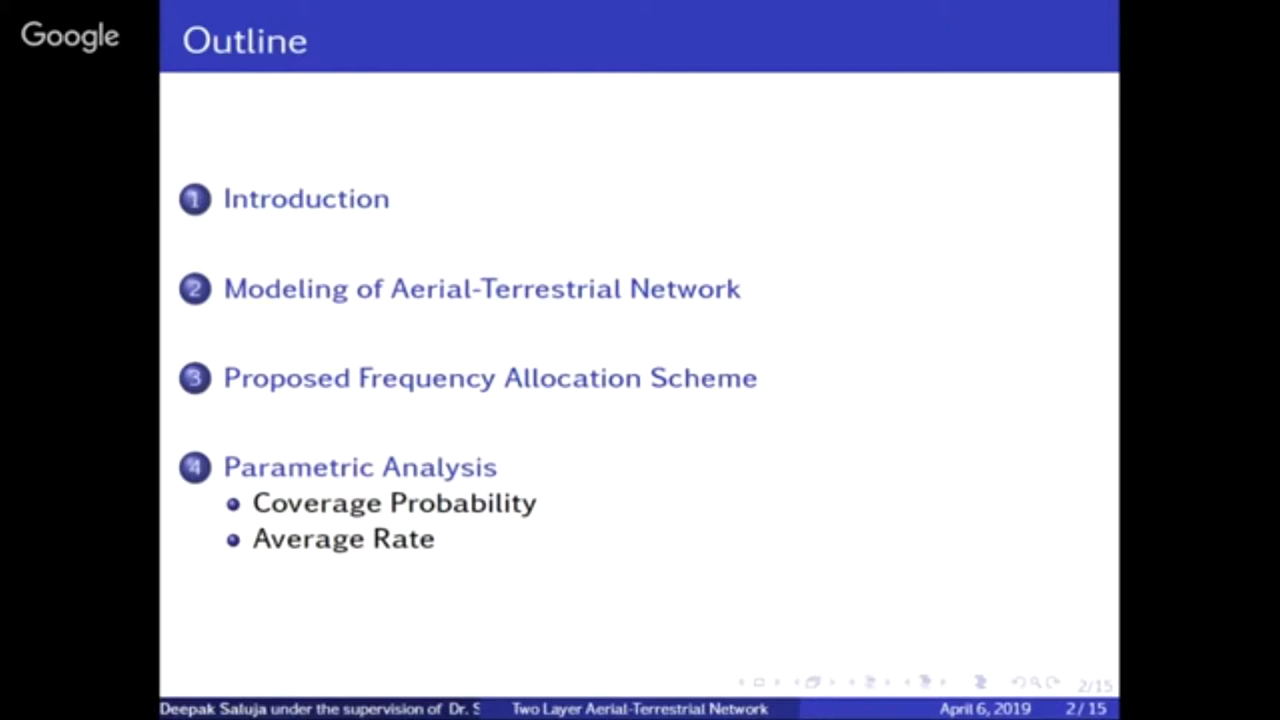 Google
Outline
1 Introduction
2 Modeling of Aerial-Terrestrial Network
3 Proposed Frequency Allocation Scheme
4 Parametric Analysis
Coverage Probability
Average Rate
2/15
Deepak Saluja under the supervision of Dr. S Two Layer Aerial-Terrestrial Network April 6, 2019 2 / 15